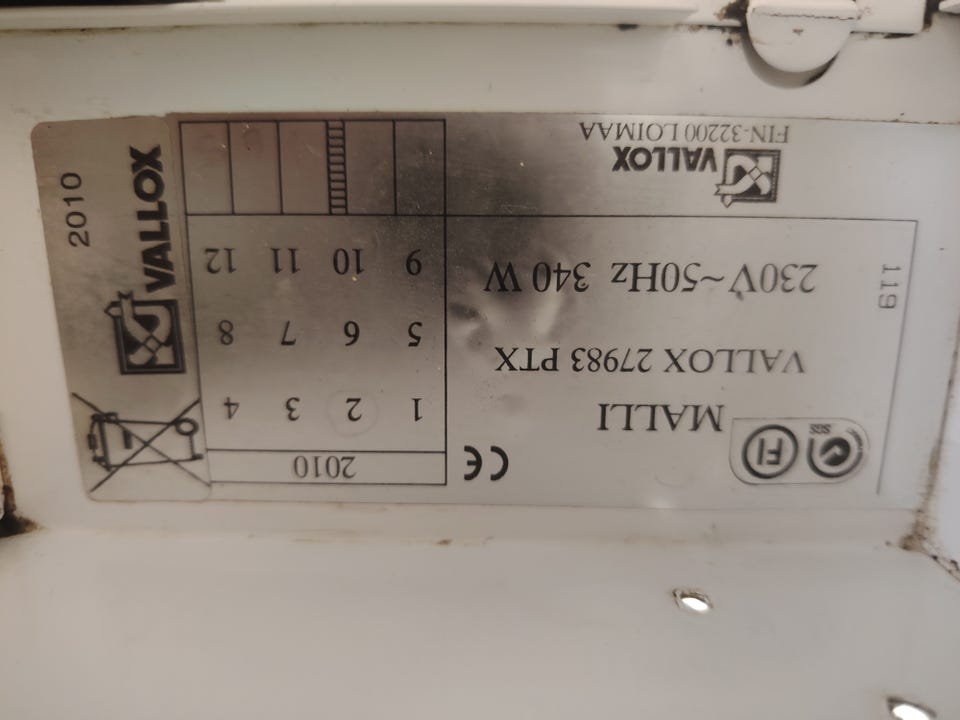 SGS
FI
MALLI
CE
VALLOX 27983 PTX
230V~50Hz 340 W
119
VALLOX
FIN-32200 LOIMAA
2010
1 2 3 4
5 6 7 8
9 10 11 12
VALLOX
2010